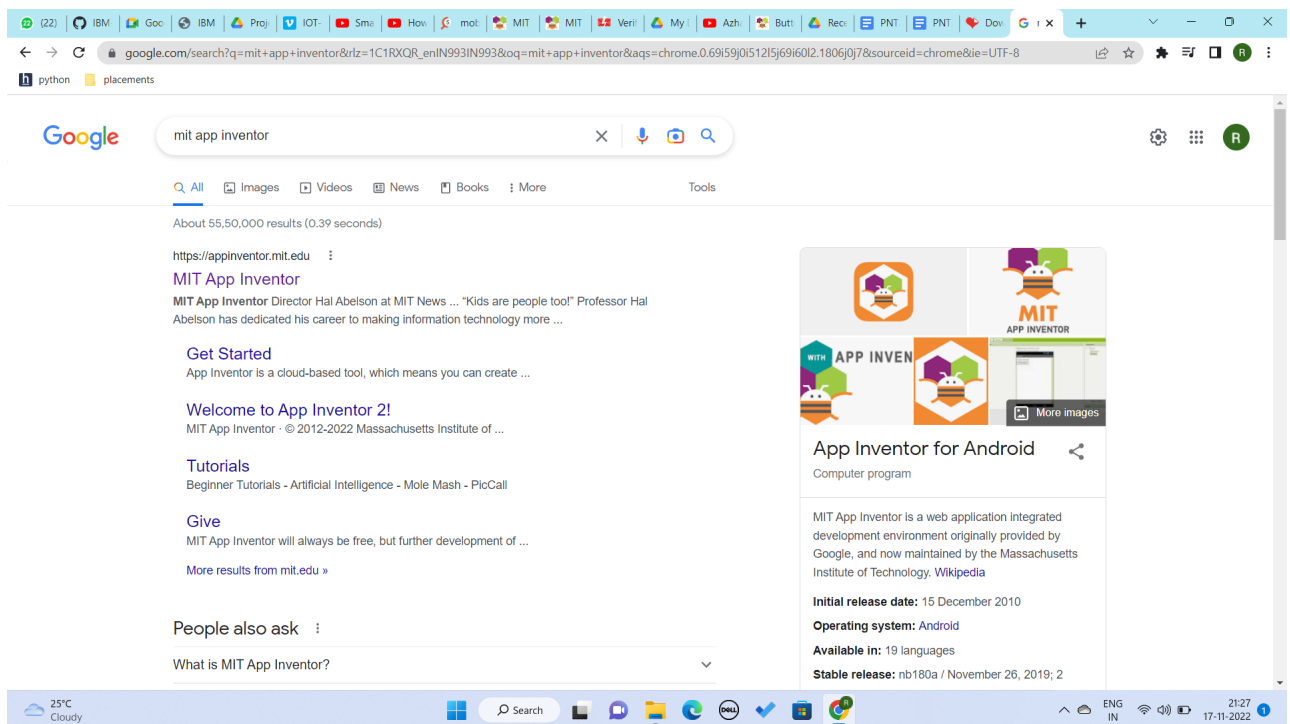 (22) IBM Goo IBM Proj IOT- Sma How mob MIT MIT Verif My I Azha Butt Rece PNT PNT Dow
google.com/search?q=mit+app+inventor&rlz=1C1RXQR_enIN993IN993&oq=mit+app+inventor&aqs=chrome.0.69i59j0i512l5j69i60l2.1806j0j7&sourceid=chrome&ie=UTF-8
R
h python placements
Google mit app inventor R
All Images Videos News Books More Tools
About 55,50,000 results (0.39 seconds)
https://appinventor.mit.edu
MIT App Inventor
MIT App Inventor Director Hal Abelson at MIT News ... “Kids are people too!” Professor Hal
Abelson has dedicated his career to making information technology more ...
Get Started
App Inventor is a cloud-based tool, which means you can create ...
Welcome to App Inventor 2!
MIT App Inventor · © 2012-2022 Massachusetts Institute of ...
Tutorials
Beginner Tutorials - Artificial Intelligence - Mole Mash - PicCall
Give
MIT App Inventor will always be free, but further development of ...
More results from mit.edu »
People also ask
What is MIT App Inventor?
MIT
APP INVENTOR
WITH APP INVEN
More images
App Inventor for Android
Computer program
MIT App Inventor is a web application integrated
development environment originally provided by
Google, and now maintained by the Massachusetts
Institute of Technology. Wikipedia
Initial release date: 15 December 2010
Operating system: Android
Available in: 19 languages
Stable release: nb180a / November 26, 2019; 2
25°C
Cloudy
Search
DELL
R
ENG
IN
21:27
17-11-2022
1